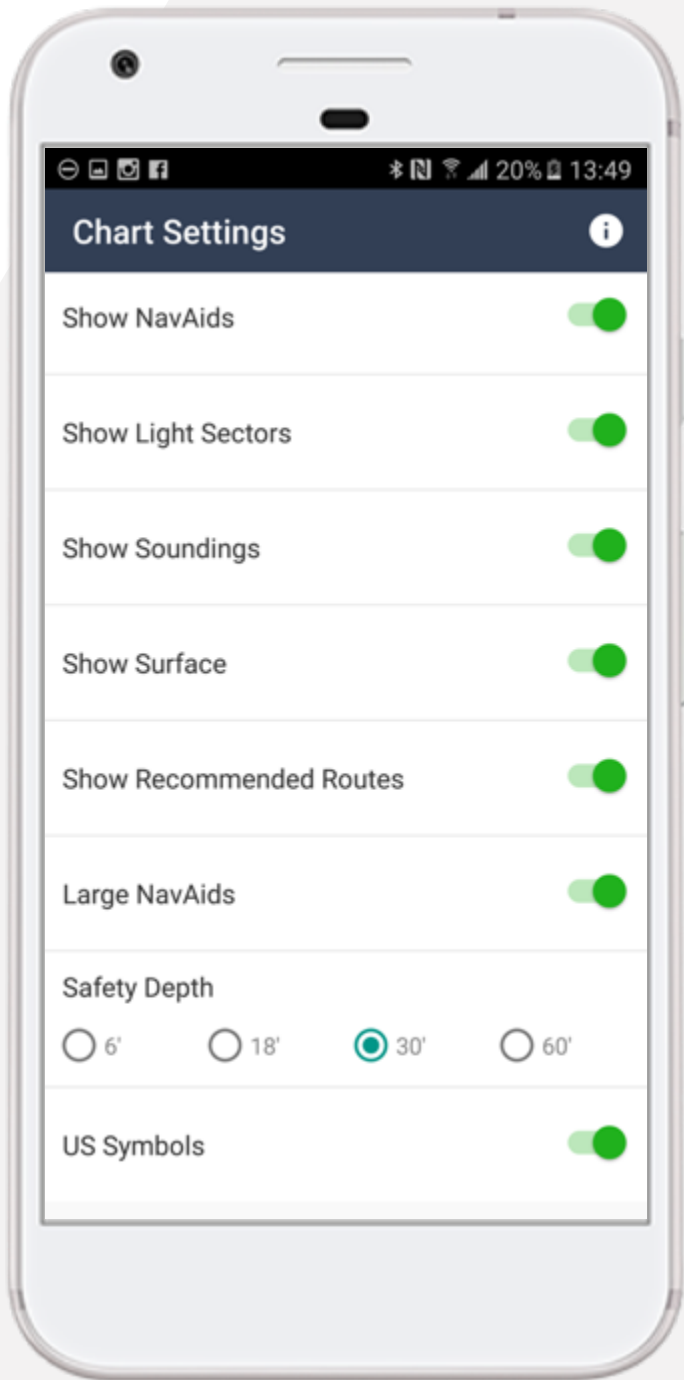 20% 13:49
Chart Settings
Show NavAids
Show Light Sectors
Show Soundings
Show Surface
Show Recommended Routes
Large NavAids
Safety Depth
6' 18' 30' 60'
US Symbols